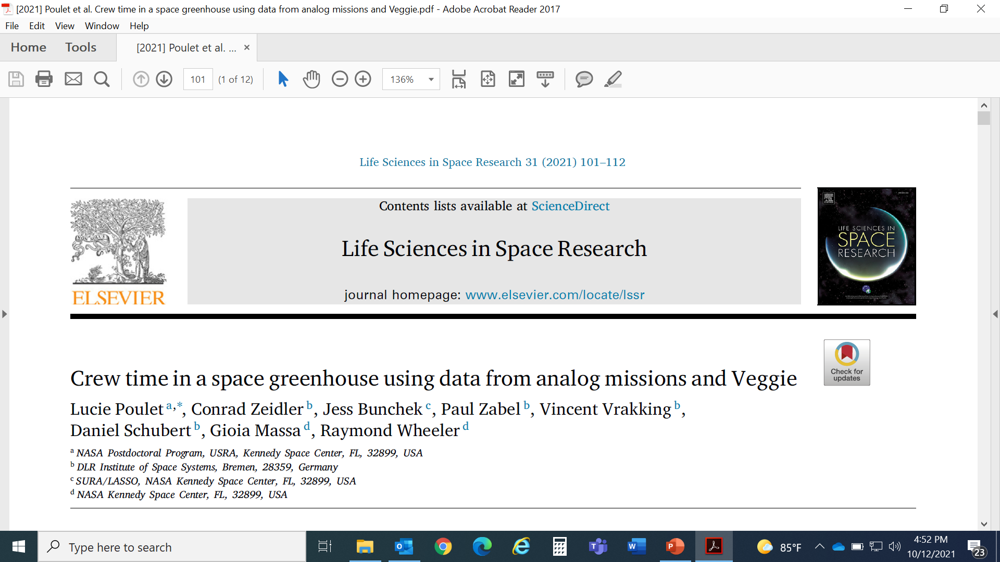 [2021] Poulet et al. Crew time in a space greenhouse using data from analog missions and Veggie.pdf - Adobe Acrobat Reader 2017
File Edit View Window Help
Home Tools [2021] Poulet et al. ... ×
101 (1 of 12) 136%
Life Sciences in Space Research 31 (2021) 101–112
Contents lists available at ScienceDirect
Life Sciences in Space Research
journal homepage: www.elsevier.com/locate/lssr
NON SOLUS
ELSEVIER
LIFE SCIENCES IN
SPACE
RESEARCH
Check for
updates
Crew time in a space greenhouse using data from analog missions and Veggie
Lucie Poulet a,*, Conrad Zeidler b, Jess Bunchek c, Paul Zabel b, Vincent Vrakking b,
Daniel Schubert b, Gioia Massa d, Raymond Wheeler d
a NASA Postdoctoral Program, USRA, Kennedy Space Center, FL, 32899, USA
b DLR Institute of Space Systems, Bremen, 28359, Germany
c SURA/LASSO, NASA Kennedy Space Center, FL, 32899, USA
d NASA Kennedy Space Center, FL, 32899, USA
Type here to search
85°F
4:52 PM
10/12/2021
23